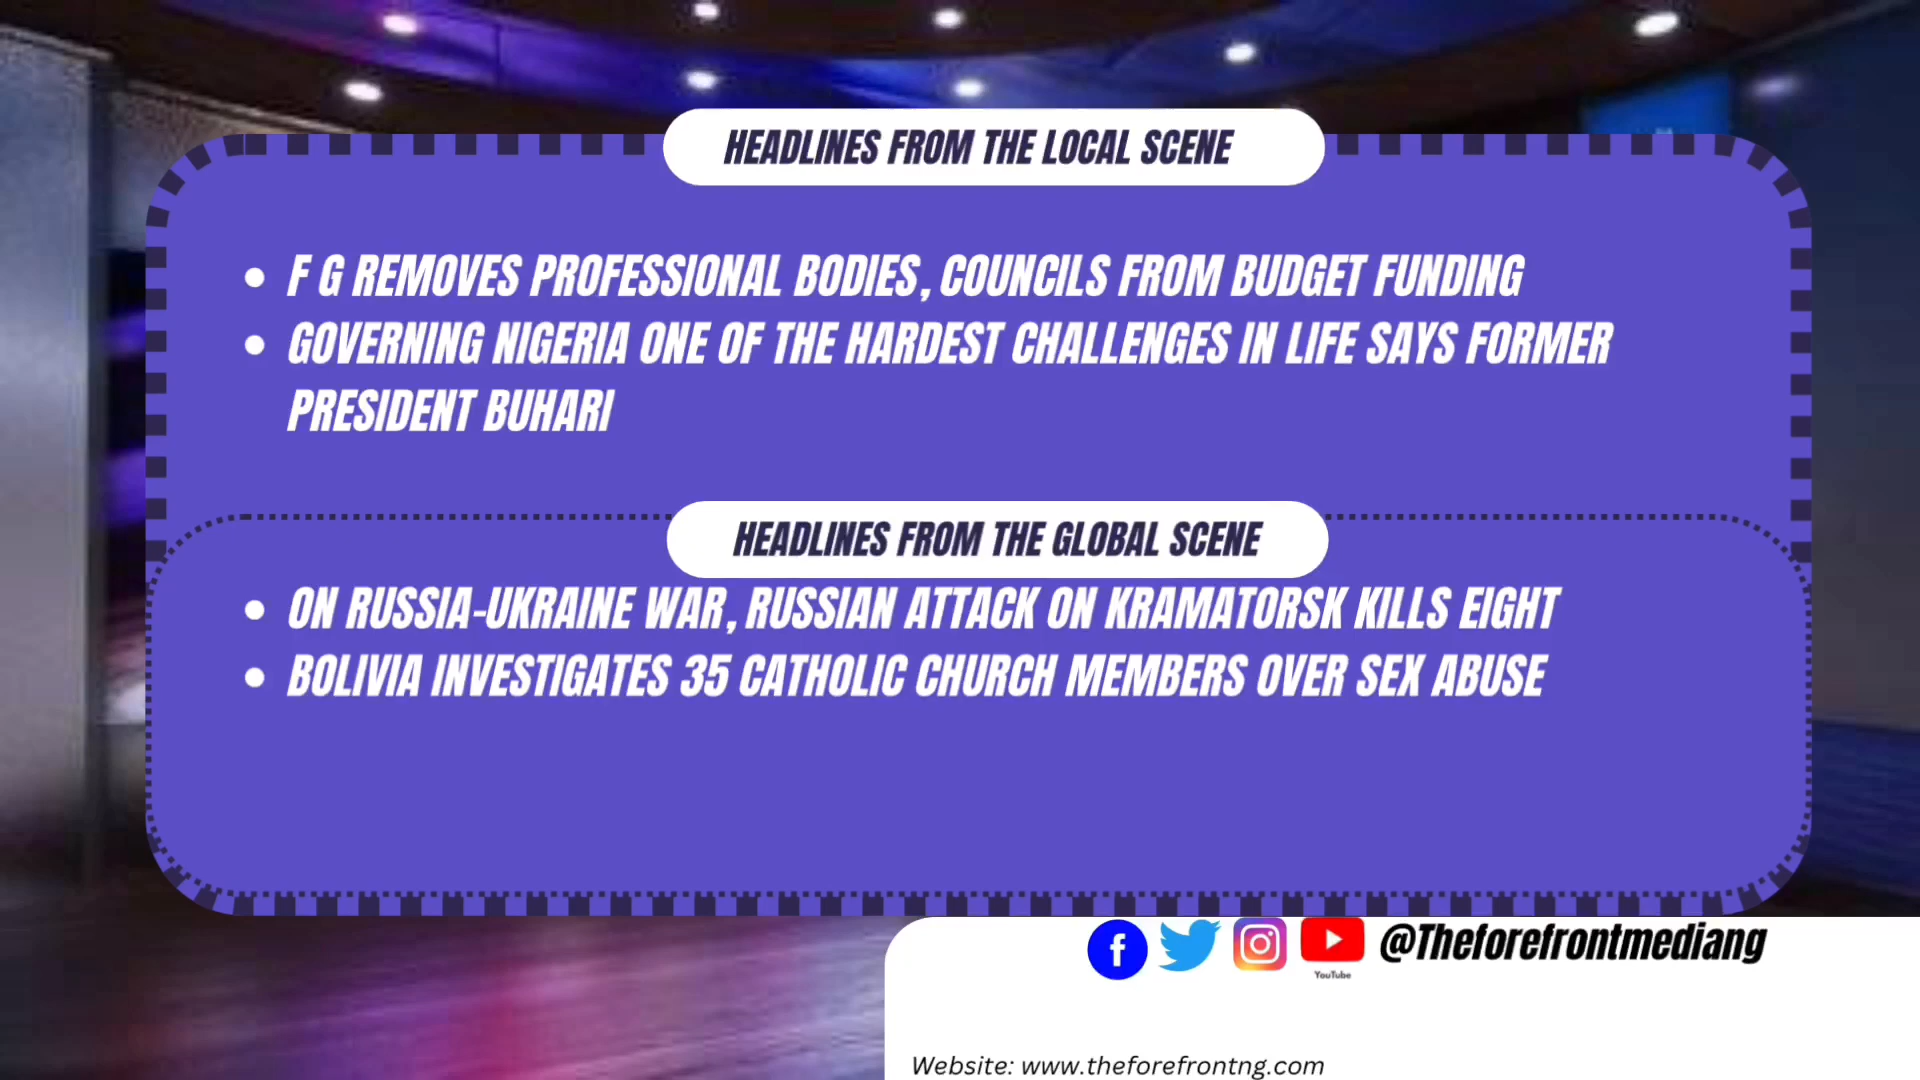 HEADLINES FROM THE LOCAL SCENE
• F G REMOVES PROFESSIONAL BODIES, COUNCILS FROM BUDGET FUNDING
• GOVERNING NIGERIA ONE OF THE HARDEST CHALLENGES IN LIFE SAYS FORMER
PRESIDENT BUHARI
HEADLINES FROM THE GLOBAL SCENE
• ON RUSSIA-UKRAINE WAR, RUSSIAN ATTACK ON KRAMATORSK KILLS EIGHT
• BOLIVIA INVESTIGATES 35 CATHOLIC CHURCH MEMBERS OVER SEX ABUSE
@Theforefrontmediang
YouTube
Website: www.theforefrontng.com